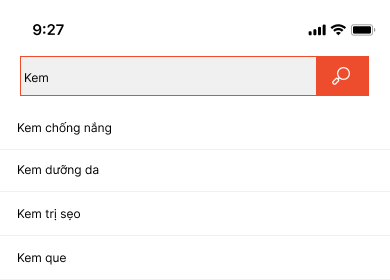 9:27
Kem
Kem chống nắng
Kem dưỡng da
Kem trị sẹo
Kem que